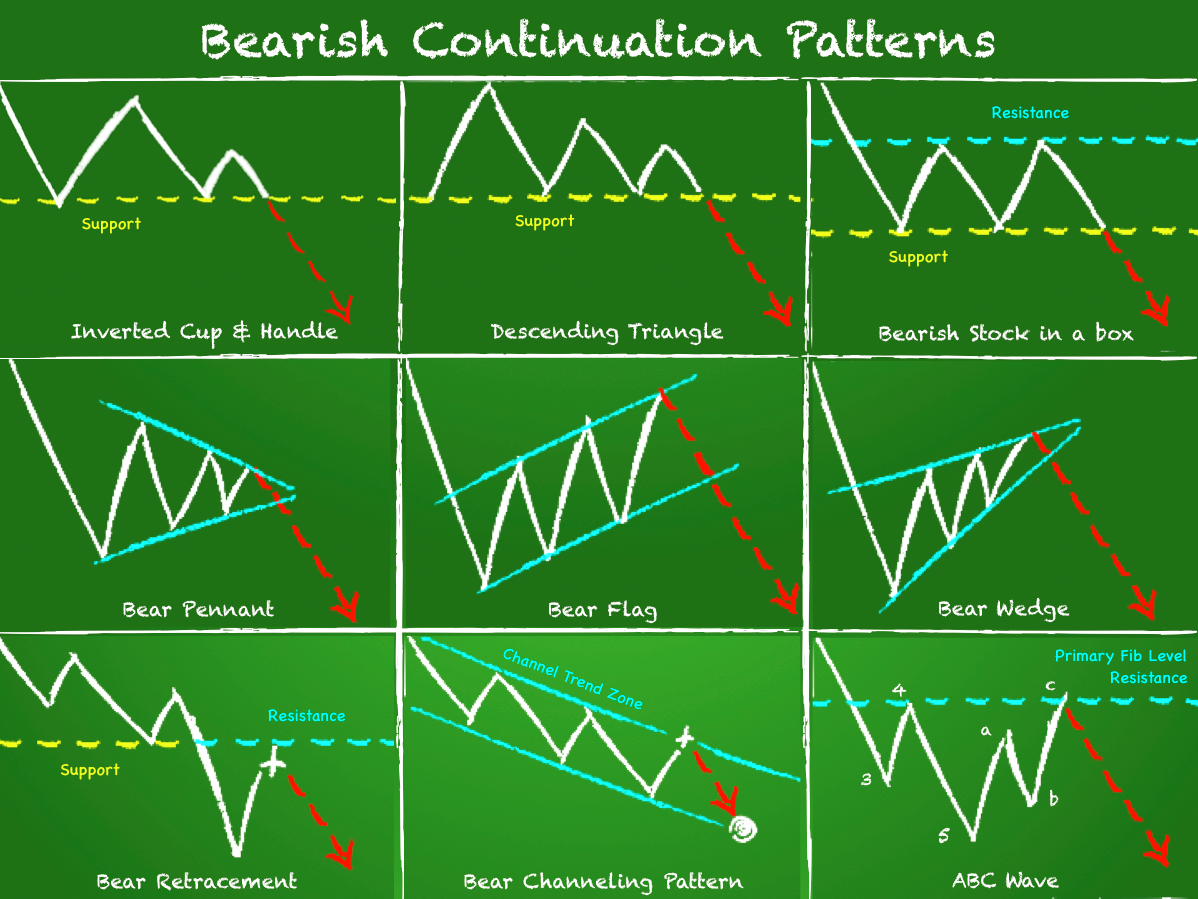 Bearish Continuation Patterns
Support
Inverted Cup & Handle
Support
Descending Triangle
Resistance
Support
Bearish Stock in a box
Bear Pennant
Bear Flag
Bear Wedge
Resistance
Support
Bear Retracement
Channel Trend Zone
Bear Channeling Pattern
Primary Fib Level
Resistance
4
c
a
3
b
5
ABC Wave